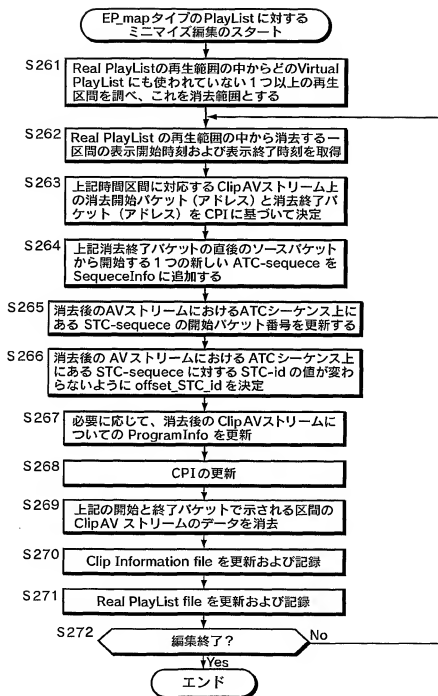 EP_mapタイプのPlayListに対する
ミニマイズ編集のスタート
S261
Real PlayListの再生範囲の中からどのVirtual
PlayListにも使われていない1つ以上の再生
区間を調べ、これを消去範囲とする
S262
Real PlayList の再生範囲の中から消去する一
区間の表示開始時刻および表示終了時刻を取得
S263
上記時間区間に対応するClipAVストリーム上
の消去開始パケット(アドレス)と消去終了パ
ケット (アドレス) をCPIに基づいて決定
S264
上記消去終了パケットの直後のソースパケット
から開始する1つの新しい ATC-sequece を
SequeceInfo に追加する
S265
消去後のAVストリームにおけるATCシーケンス上に
ある STC-sequece の開始パケット番号を更新する
S266
消去後の AVストリームにおける ATCシーケンス上
にある STC-sequece に対する STC-id の値が変わ
らないように offset_STC_id を決定
S267
必要に応じて、消去後の ClipAVストリームに
ついての ProgramInfo を更新
S268
CPIの更新
S269
上記の開始と終了パケットで示される区間の
ClipAV ストリームのデータを消去
S270
Clip Information file を更新および記録
S271
Real PlayList file を更新および記録
S272
編集終了?
No
Yes
エンド